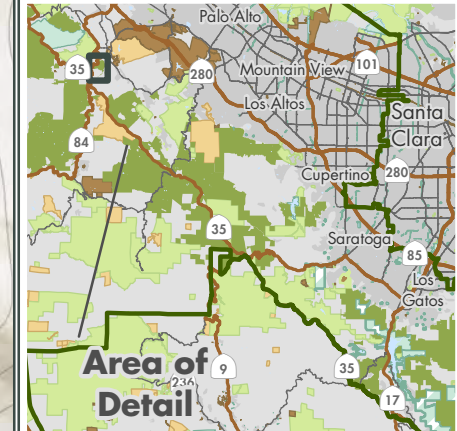 Palo Alto
35
280
Mountain View
101
Los Altos
Santa
Clara
84
Cupertino
280
35
Saratoga
85
Los
Gatos
Area of
Detail
236
9
35
17